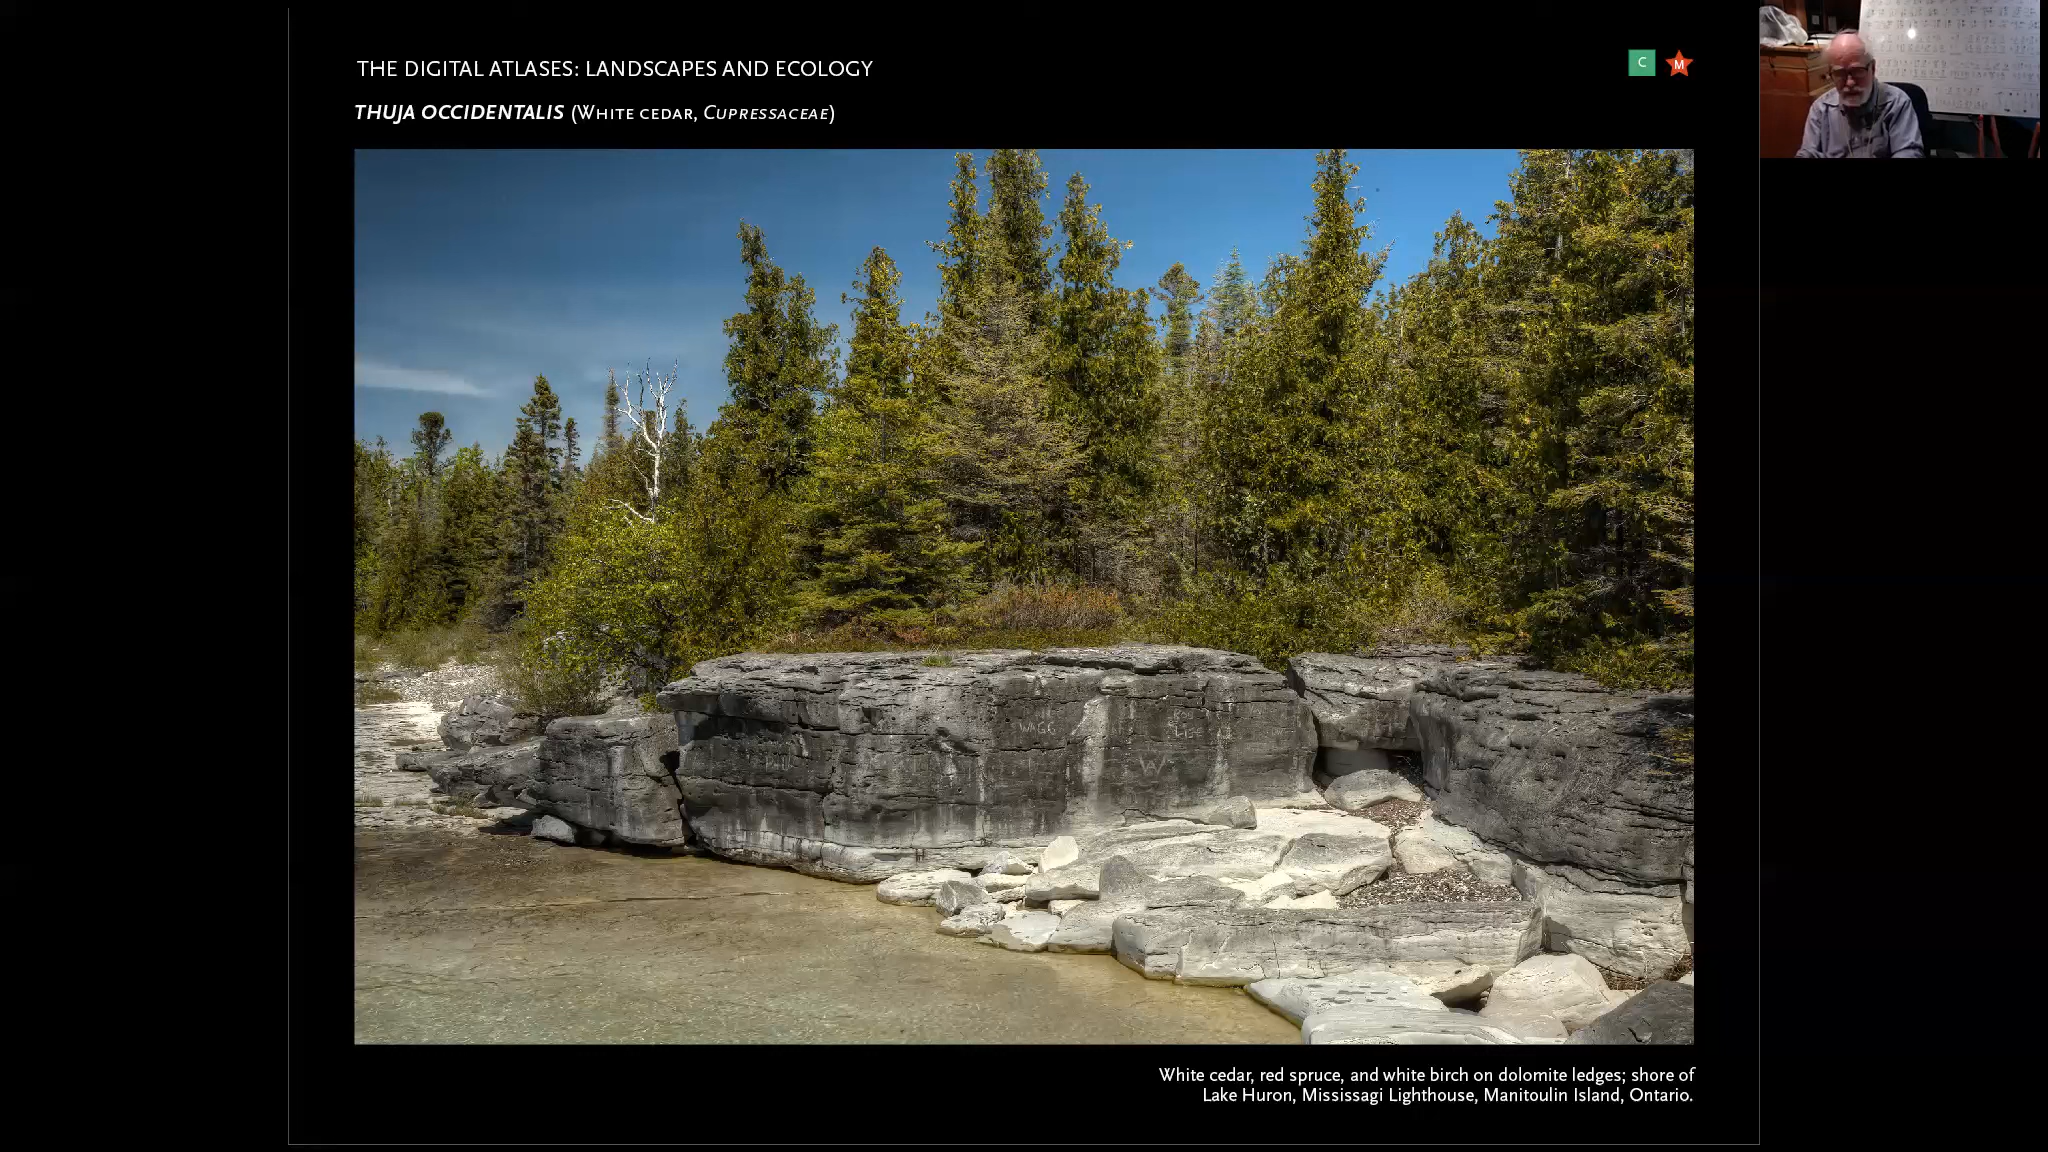 THE DIGITAL ATLASES: LANDSCAPES AND ECOLOGY
C M
THUJA OCCIDENTALIS (WHITE CEDAR, CUPRESSACEAE)
WAGG
W
White cedar, red spruce, and white birch on dolomite ledges; shore of
Lake Huron, Mississagi Lighthouse, Manitoulin Island, Ontario.